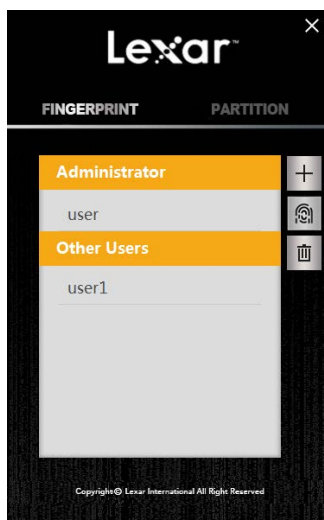 Lexar™
FINGERPRINT PARTITION
Administrator
user
Other Users
user1
Copyright© Lexar International All Right Reserved